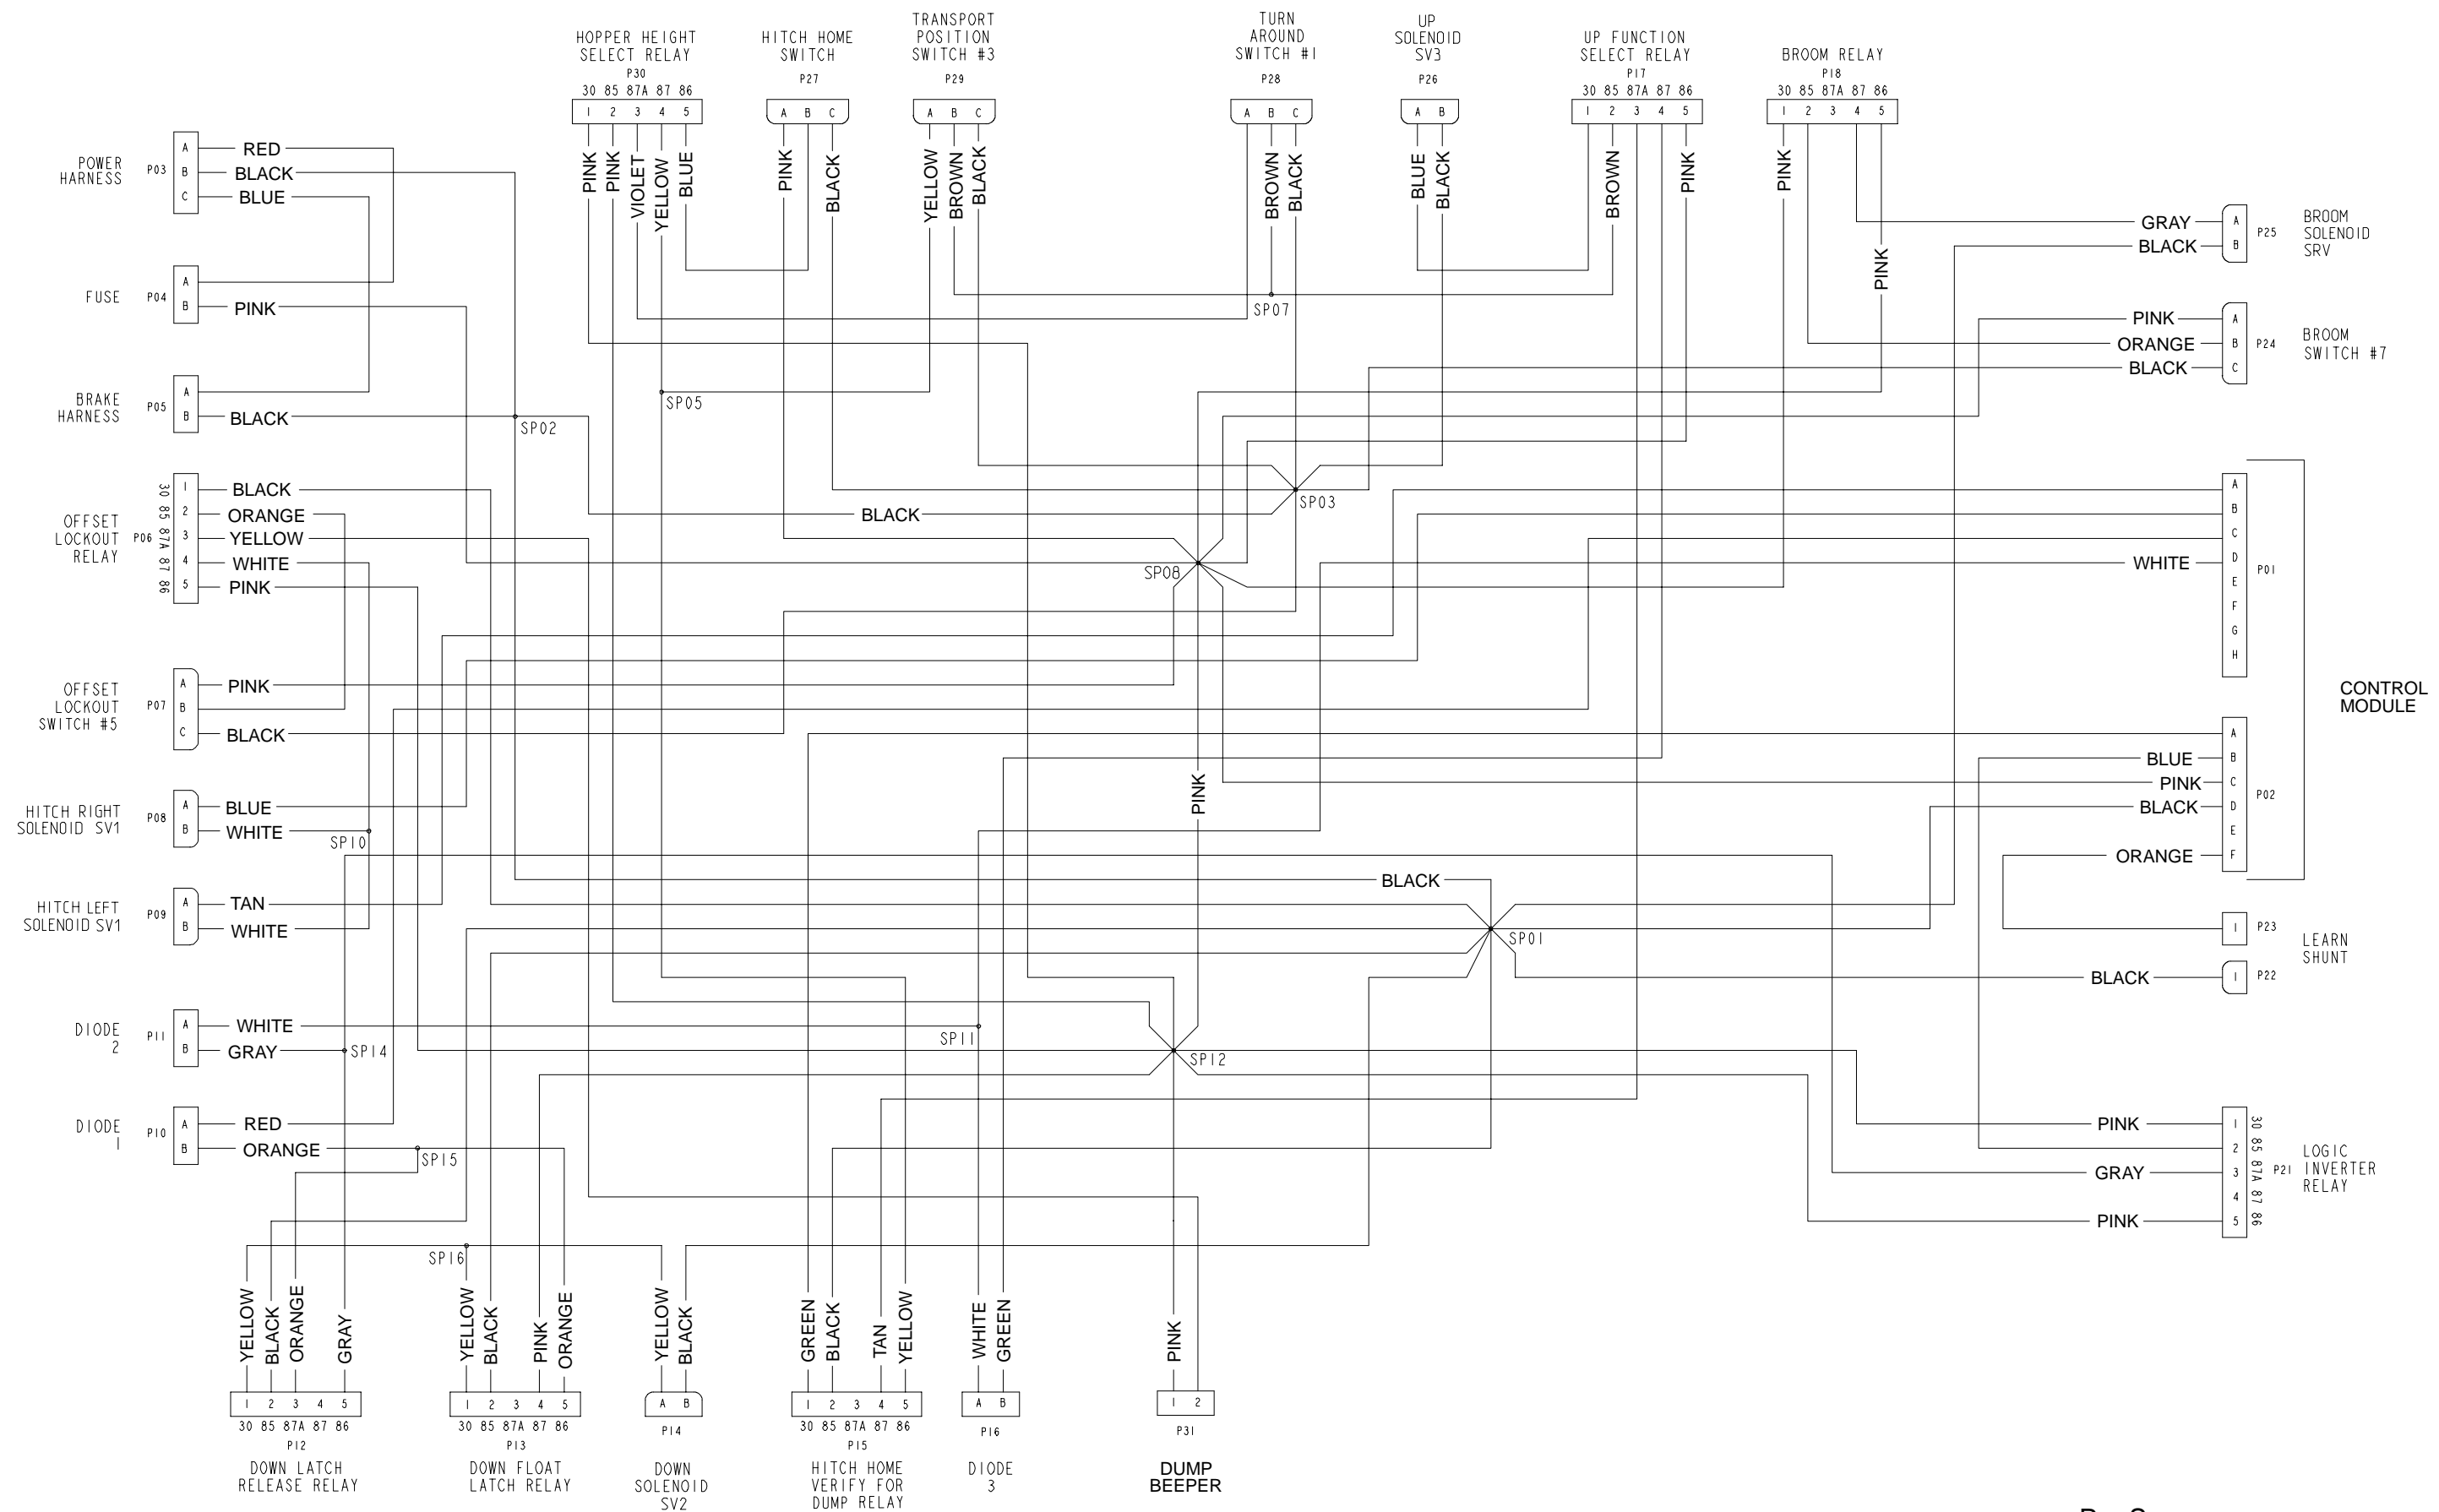 HOPPER HEIGHT
SELECT RELAY
P30
30 85 87A 87 86
1 2 3 4 5
PINK
PINK
VIOLET
YELLOW
BLUE
HITCH HOME
SWITCH
P27
A B C
PINK
BLACK
TRANSPORT
POSITION
SWITCH #3
P29
A B C
YELLOW
BROWN
BLACK
TURN
AROUND
SWITCH #1
P28
A B C
BROWN
BLACK
UP
SOLENOID
SV3
P26
A B
BLUE
BLACK
UP FUNCTION
SELECT RELAY
P17
30 85 87A 87 86
1 2 3 4 5
BROWN
PINK
BROOM RELAY
P18
30 85 87A 87 86
1 2 3 4 5
PINK
PINK
POWER
HARNESS
P03
A RED
B BLACK
C BLUE
FUSE
P04
A
B PINK
BRAKE
HARNESS
P05
A
B BLACK
OFFSET
LOCKOUT
RELAY
P06
30 85 87A 87 86
1 BLACK
2 ORANGE
3 YELLOW
4 WHITE
5 PINK
OFFSET
LOCKOUT
SWITCH #5
P07
A PINK
B
C BLACK
HITCH RIGHT
SOLENOID SV1
P08
A BLUE
B WHITE
HITCH LEFT
SOLENOID SV1
P09
A TAN
B WHITE
DIODE
2
P11
A WHITE
B GRAY
DIODE
1
P10
A RED
B ORANGE
SP02
SP05
SP07
SP03
BLACK
SP08
PINK
SP10
BLACK
SP01
SP11
SP12
SP14
SP15
SP16
GRAY A
BLACK B
P25
BROOM
SOLENOID
SRV
PINK A
ORANGE B
BLACK C
P24
BROOM
SWITCH #7
A
B
C
WHITE D
E
F
G
H
P01
CONTROL
MODULE
A
BLUE B
PINK C
BLACK D
E
ORANGE F
P02
1 P23
LEARN
SHUNT
BLACK 1 P22
PINK 1
2
GRAY 3
4
PINK 5
30 85 87A 87 86
P21
LOGIC
INVERTER
RELAY
YELLOW
BLACK
ORANGE
GRAY
1 2 3 4 5
30 85 87A 87 86
P12
DOWN LATCH
RELEASE RELAY
YELLOW
BLACK
PINK
ORANGE
1 2 3 4 5
30 85 87A 87 86
P13
DOWN FLOAT
LATCH RELAY
YELLOW
BLACK
A B
P14
DOWN
SOLENOID
SV2
GREEN
BLACK
TAN
YELLOW
1 2 3 4 5
30 85 87A 87 86
P15
HITCH HOME
VERIFY FOR
DUMP RELAY
WHITE
GREEN
A B
P16
DIODE
3
PINK
1 2
P31
DUMP
BEEPER